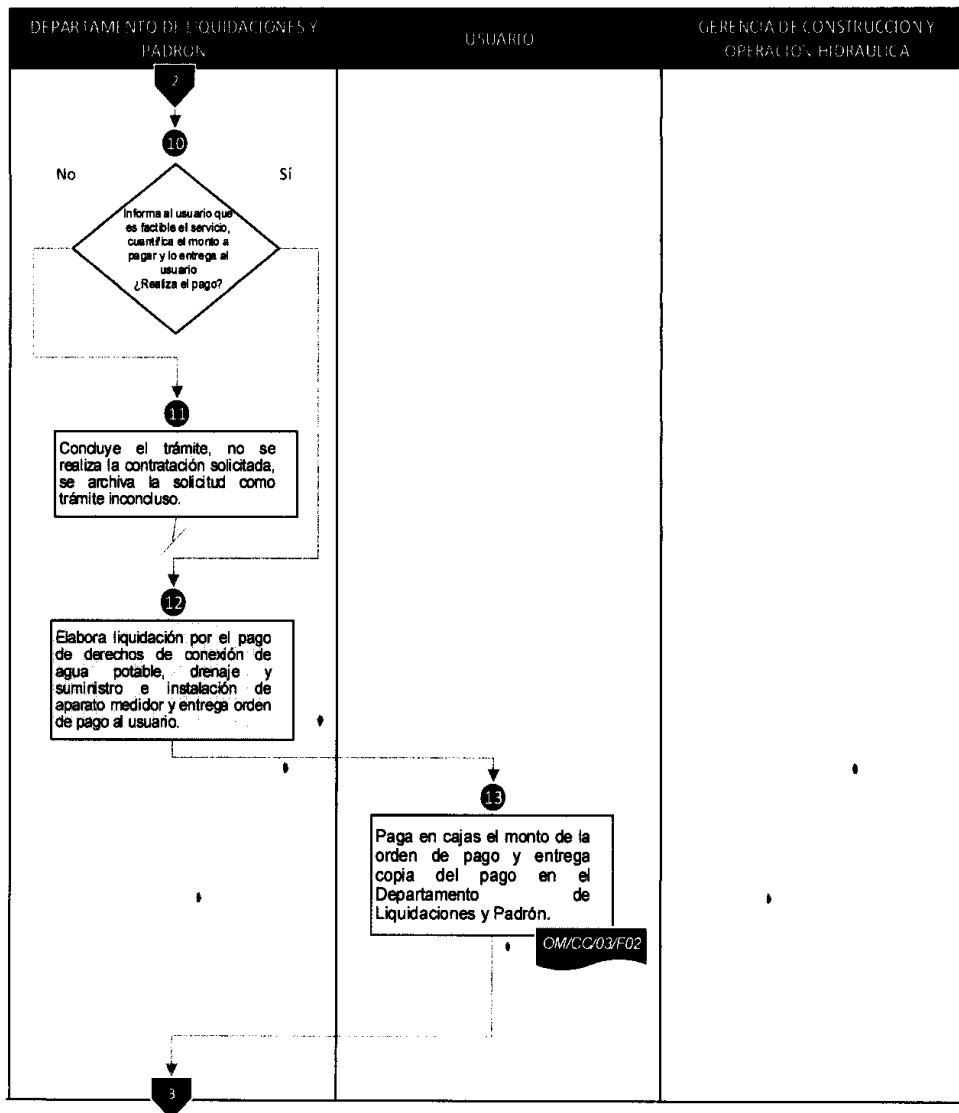 DEPARTAMENTO DE LIQUIDACIONES Y
PADRON
USUARIO
GERENCIA DE CONSTRUCCION Y
OPERACION HIDRAULICA
2
10
No
Sí
Informa al usuario que
es factible el servicio,
cuantifica el monto a
pagar y lo entrega al
usuario
¿Realiza el pago?
11
Concluye el trámite, no se
realiza la contratación solicitada,
se archiva la solicitud como
trámite inconcluso.
12
Elabora liquidación por el pago
de derechos de conexión de
agua potable, drenaje y
suministro e instalación de
aparato medidor y entrega orden
de pago al usuario.
13
Paga en cajas el monto de la
orden de pago y entrega
copia del pago en el
Departamento de
Liquidaciones y Padrón.
OM/CC/03/F02
3